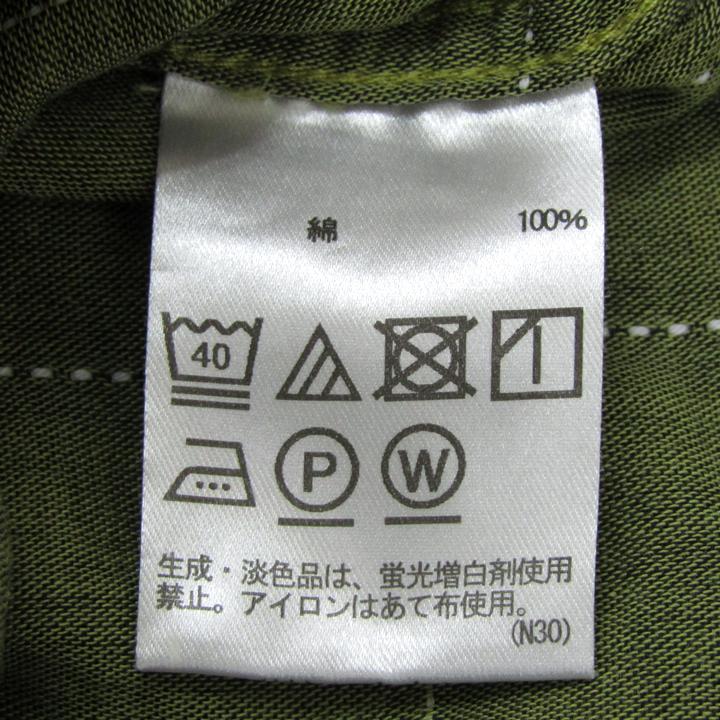 綿 100%
40
P W
生成・淡色品は、蛍光増白剤使用
禁止。アイロンはあて布使用。
(N30)